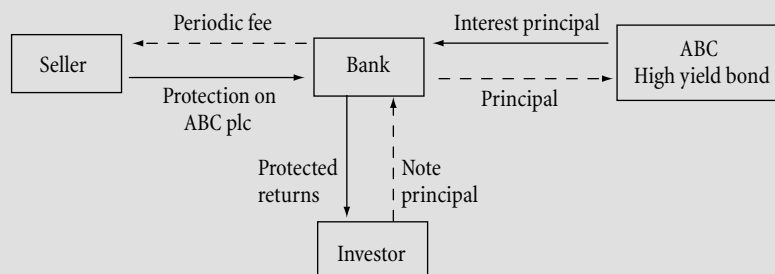 Periodic fee
Interest principal
Seller
Bank
ABC
High yield bond
Protection on
ABC plc
Principal
Protected
returns
Note
principal
Investor